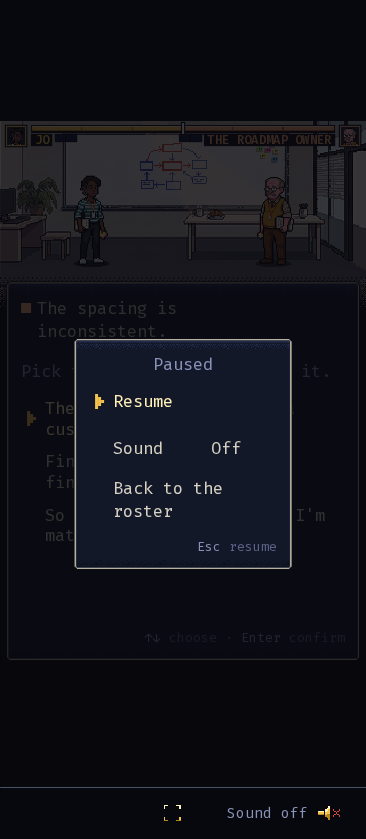 JO
THE ROADMAP OWNER
The spacing is
inconsistent.
Pick
it.
The
cus
Fin
fin
So
I'm
mat
Paused
Resume
Sound Off
Back to the
roster
Esc resume
↑↓ choose · Enter confirm
Sound off